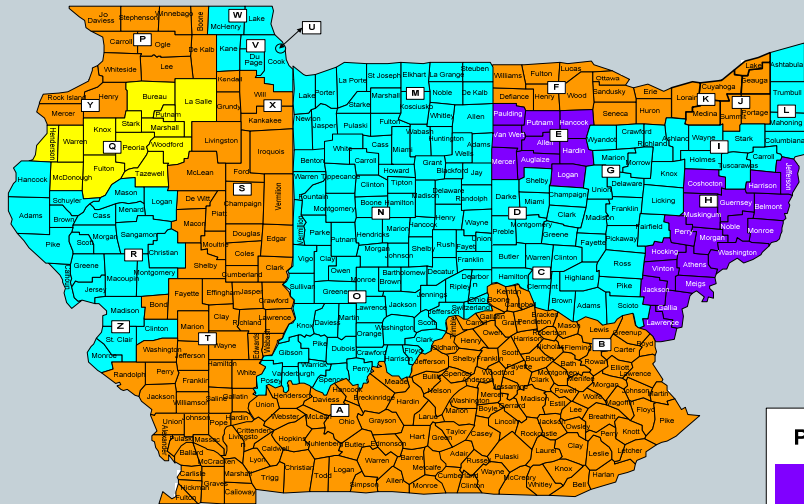 Jo Daviess
Stephenson
Winnebago
Boone
McHenry
Lake
W
U
Carroll
P
Ogie
De Kalb
Kane
V
Du Page
Cook
Whiteside
Lee
Kendall
Will
Rock Island
Henry
Bureau
La Salle
Grundy
X
Kankakee
Mercer
Y
Putnam
Stark
Marshall
Knox
Henderson
Warren
Q
Peoria
Woodford
Livingston
Iroquois
McDonough
Fulton
Tazewell
McLean
Ford
Hancock
Schuyler
Mason
Logan
De Witt
S
Champaign
Vermilion
Adams
Brown
Cass
Menard
Macon
Piatt
Pike
Scott
Morgan
Sangamon
Christian
Moultrie
Douglas
Edgar
Coles
Greene
R
Macoupin
Montgomery
Shelby
Cumberland
Clark
Jersey
Fayette
Effingham
Jasper
Crawford
Madison
Bond
Clay
Richland
Lawrence
Z
Clinton
Marion
St. Clair
T
Wayne
Edwards
Wabash
Monroe
Washington
Jefferson
Randolph
Perry
Hamilton
White
Franklin
Jackson
Williamson
Saline
Gallatin
Union
Johnson
Pope
Hardin
Alexander
Pulaski
Massac
Lake
Porter
La Porte
St Joseph
Elkhart
La Grange
Steuben
Starke
Marshall
M
Kosciusko
Noble
De Kalb
Newton
Jasper
Pulaski
Fulton
Whitley
Allen
White
Cass
Miami
Wabash
Huntington
Wells
Adams
Benton
Carroll
Howard
Grant
Blackford
Jay
Warren
Tippecanoe
Clinton
Tipton
Madison
Delaware
Randolph
Fountain
Montgomery
Boone
Hamilton
Vermillion
Parke
Putnam
N
Hendricks
Marion
Hancock
Henry
Wayne
Vigo
Clay
Morgan
Johnson
Shelby
Rush
Fayette
Union
Franklin
Owen
Monroe
Bartholomew
Decatur
Dearborn
Ripley
Sullivan
Greene
O
Lawrence
Jackson
Jennings
Ohio
Switzerland
Knox
Daviess
Martin
Orange
Washington
Scott
Clark
Gibson
Pike
Dubois
Crawford
Harrison
Floyd
Posey
Vanderburgh
Warrick
Spencer
Perry
Williams
Fulton
Lucas
Ottawa
Defiance
Henry
Wood
Sandusky
Erie
F
Paulding
Putnam
Hancock
Seneca
Huron
Lorain
K
Cuyahoga
Lake
Geauga
Ashtabula
Trumbull
J
Portage
Medina
Summit
L
Mahoning
Van Wert
E
Allen
Hardin
Wyandot
Crawford
Richland
Ashland
Wayne
Stark
Columbiana
Mercer
Auglaize
Logan
G
Marion
Morrow
Knox
Holmes
I
Tuscarawas
Carroll
Jefferson
Shelby
Union
Delaware
Licking
Coshocton
Harrison
Darke
Miami
Champaign
Clark
Madison
Franklin
H
Muskingum
Guernsey
Belmont
D
Preble
Montgomery
Greene
Fairfield
Perry
Noble
Monroe
Morgan
Fayette
Pickaway
Hocking
Washington
Butler
Warren
Clinton
Ross
Vinton
Athens
Hamilton
C
Clermont
Highland
Pike
Jackson
Meigs
Brown
Adams
Scioto
Gallia
Lawrence
Boone
Kenton
Campbell
Gallatin
Grant
Pendleton
Bracken
Mason
Lewis
Greenup
Boyd
Carroll
Owen
Robertson
Fleming
B
Carter
Henry
Harrison
Nicholas
Rowan
Elliott
Lawrence
Shelby
Franklin
Scott
Bourbon
Bath
Morgan
Johnson
Martin
Meade
Bullitt
Spencer
Anderson
Woodford
Fayette
Clark
Montgomery
Menifee
Wolfe
Hancock
Breckinridge
Hardin
Nelson
Washington
Mercer
Boyle
Garrard
Madison
Estill
Lee
Breathitt
Magoffin
Floyd
Pike
Henderson
Daviess
Union
Webster
McLean
A
Ohio
Grayson
Larue
Marion
Lincoln
Jackson
Owsley
Perry
Knott
Crittenden
Hopkins
Muhlenberg
Butler
Edmonson
Hart
Green
Taylor
Casey
Rockcastle
Laurel
Clay
Leslie
Letcher
Livingston
Caldwell
Warren
Barren
Adair
Russell
Pulaski
Knox
Harlan
Ballard
McCracken
Lyon
Christian
Todd
Logan
Simpson
Allen
Metcalfe
Monroe
Cumberland
Clinton
Wayne
McCreary
Whitley
Bell
Carlisle
Graves
Marshall
Trigg
Hickman
Fulton
Calloway
P